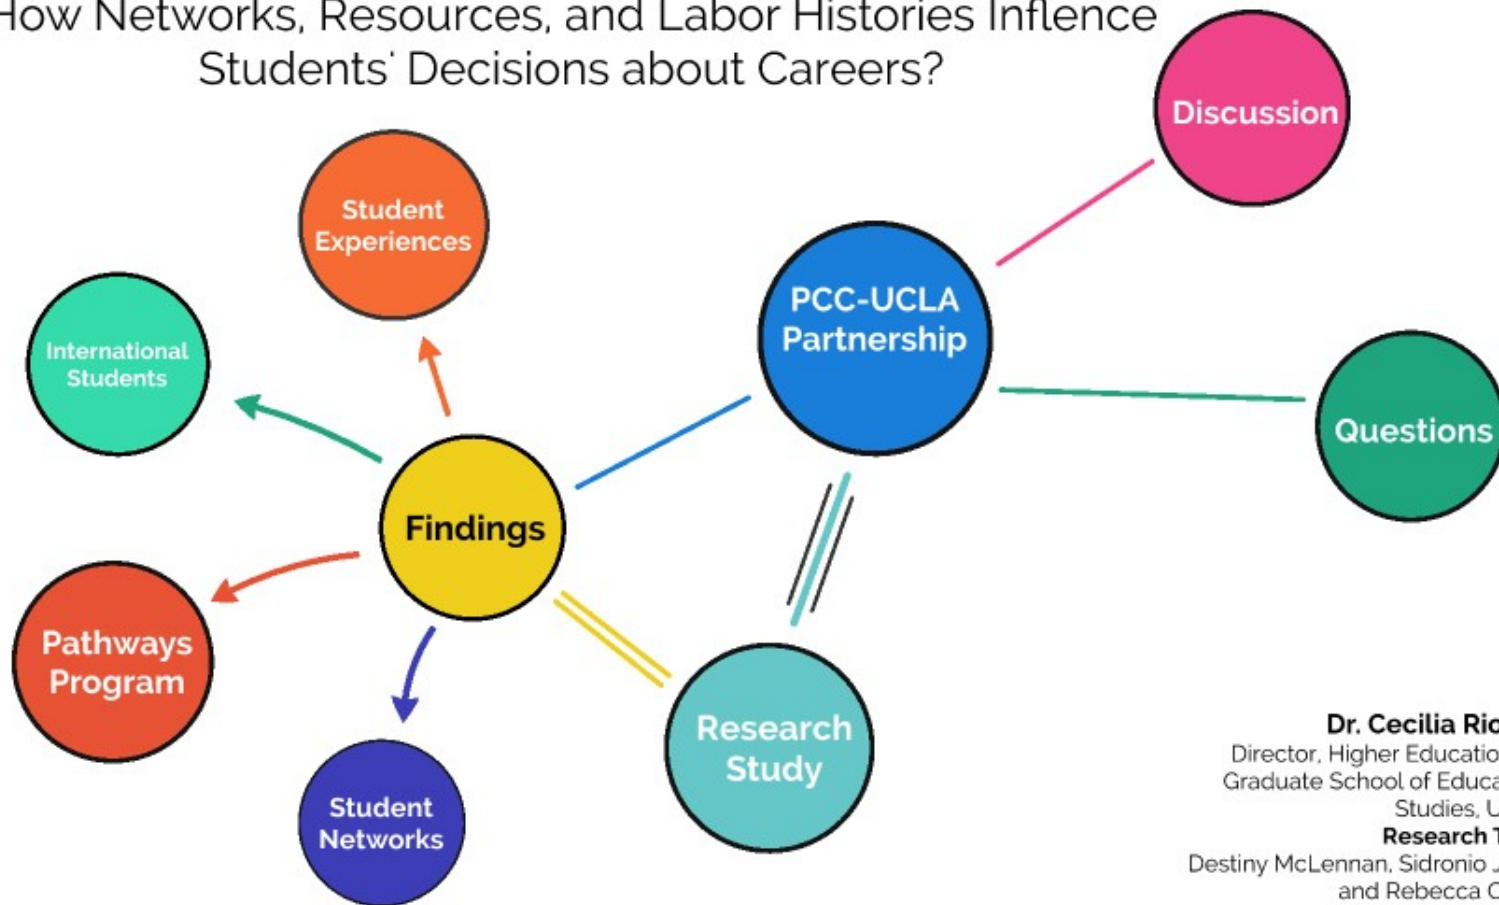 How Networks, Resources, and Labor Histories Inflence
Students' Decisions about Careers?
Discussion
Student
Experiences
PCC-UCLA
Partnership
International
Students
Questions
Findings
Pathways
Program
Research
Study
Student
Networks
Dr. Cecilia
Director, Higher
Graduate School of
Studies,
Research
Destiny McLennan, Sidronio
and Rebecca